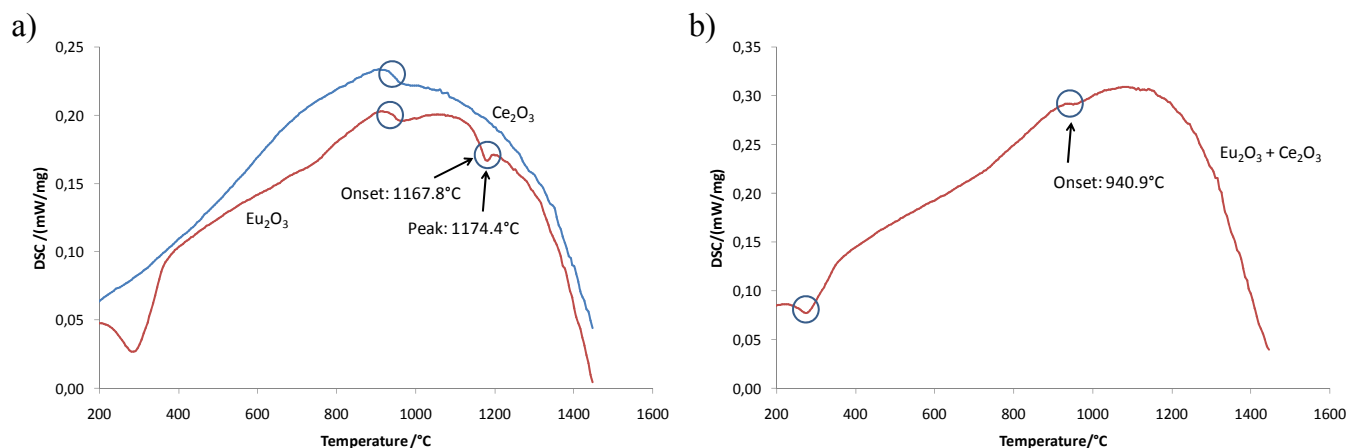 a)
0,25
0,20
0,15
0,10
0,05
0,00
DSC/(mW/mg)
Ce₂O₃
Eu₂O₃
Onset: 1167.8°C
Peak: 1174.4°C
200 400 600 800 1000 1200 1400 1600
Temperature/°C
b)
0,35
0,30
0,25
0,20
0,15
0,10
0,05
0,00
DSC/(mW/mg)
Eu₂O₃ + Ce₂O₃
Onset: 940.9°C
200 400 600 800 1000 1200 1400 1600
Temperature/°C